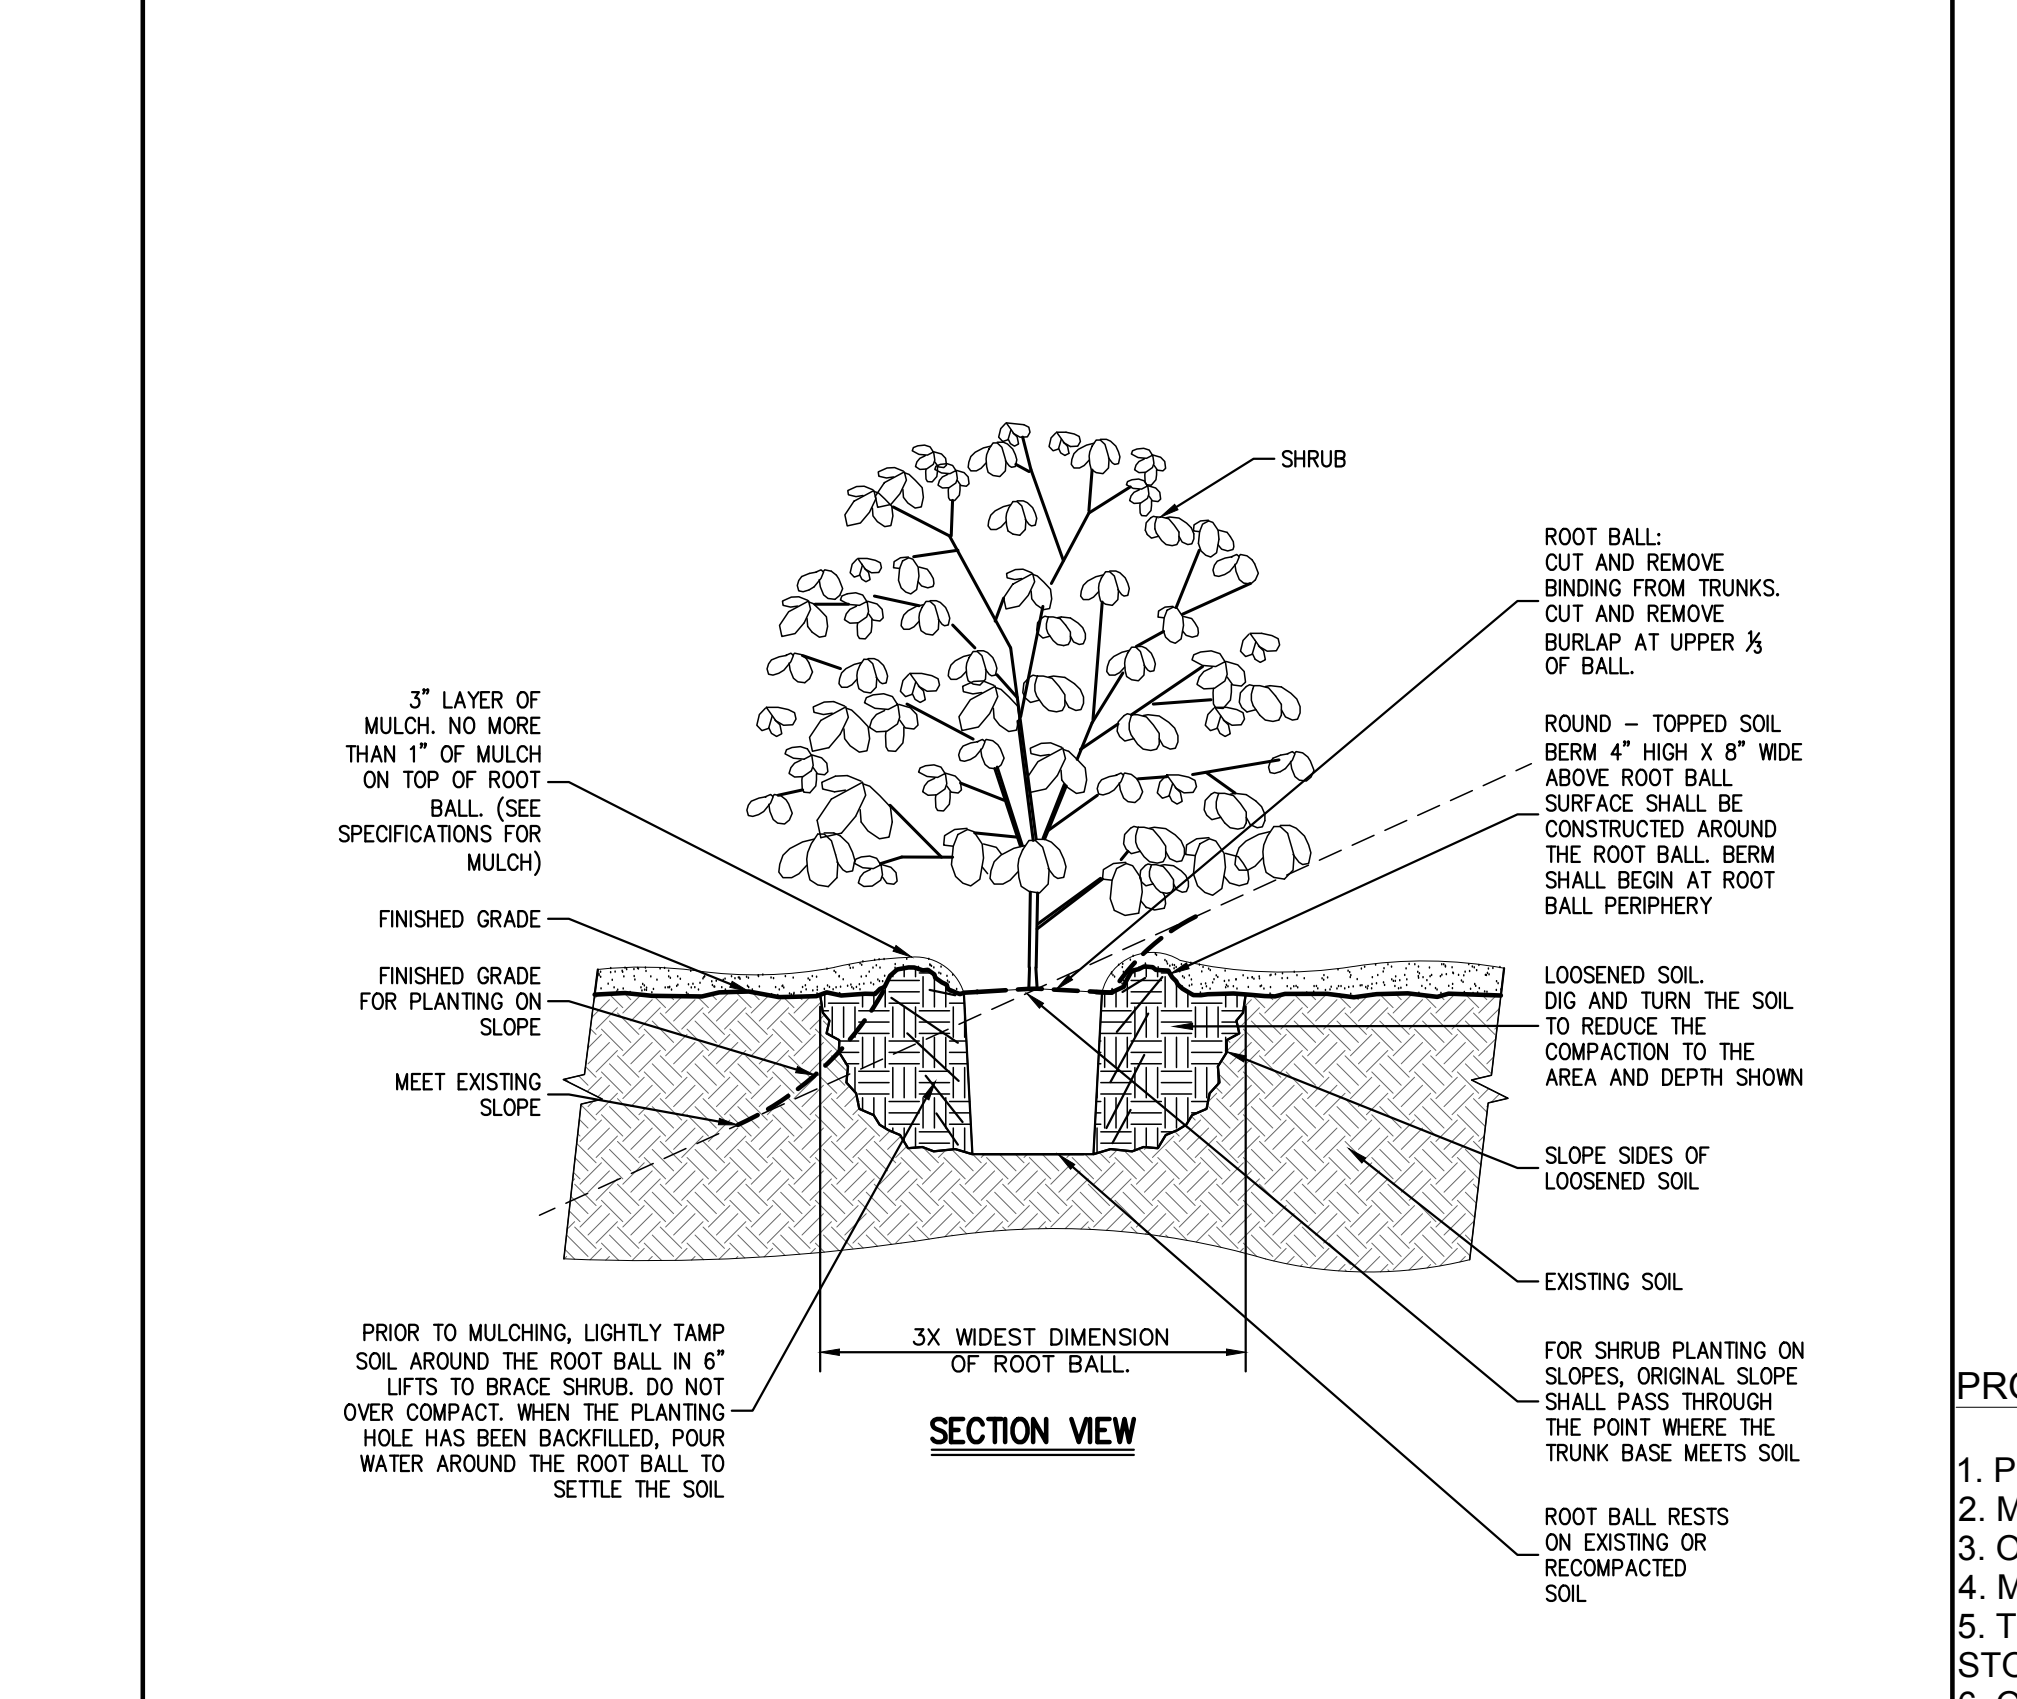 SHRUB
ROOT BALL:
CUT AND REMOVE
BINDING FROM TRUNKS.
CUT AND REMOVE
BURLAP AT UPPER ⅓
OF BALL.
3” LAYER OF
MULCH. NO MORE
THAN 1” OF MULCH
ON TOP OF ROOT
BALL. (SEE
SPECIFICATIONS FOR
MULCH)
ROUND – TOPPED SOIL
BERM 4” HIGH X 8” WIDE
ABOVE ROOT BALL
SURFACE SHALL BE
CONSTRUCTED AROUND
THE ROOT BALL. BERM
SHALL BEGIN AT ROOT
BALL PERIPHERY
FINISHED GRADE
FINISHED GRADE
FOR PLANTING ON
SLOPE
LOOSENED SOIL.
DIG AND TURN THE SOIL
TO REDUCE THE
COMPACTION TO THE
AREA AND DEPTH SHOWN
MEET EXISTING
SLOPE
SLOPE SIDES OF
LOOSENED SOIL
EXISTING SOIL
PRIOR TO MULCHING, LIGHTLY TAMP
SOIL AROUND THE ROOT BALL IN 6”
LIFTS TO BRACE SHRUB. DO NOT
OVER COMPACT. WHEN THE PLANTING
HOLE HAS BEEN BACKFILLED, POUR
WATER AROUND THE ROOT BALL TO
SETTLE THE SOIL
3X WIDEST DIMENSION
OF ROOT BALL.
SECTION VIEW
FOR SHRUB PLANTING ON
SLOPES, ORIGINAL SLOPE
SHALL PASS THROUGH
THE POINT WHERE THE
TRUNK BASE MEETS SOIL
ROOT BALL RESTS
ON EXISTING OR
RECOMPACTED
SOIL
1.
2.
3.
4.
5.